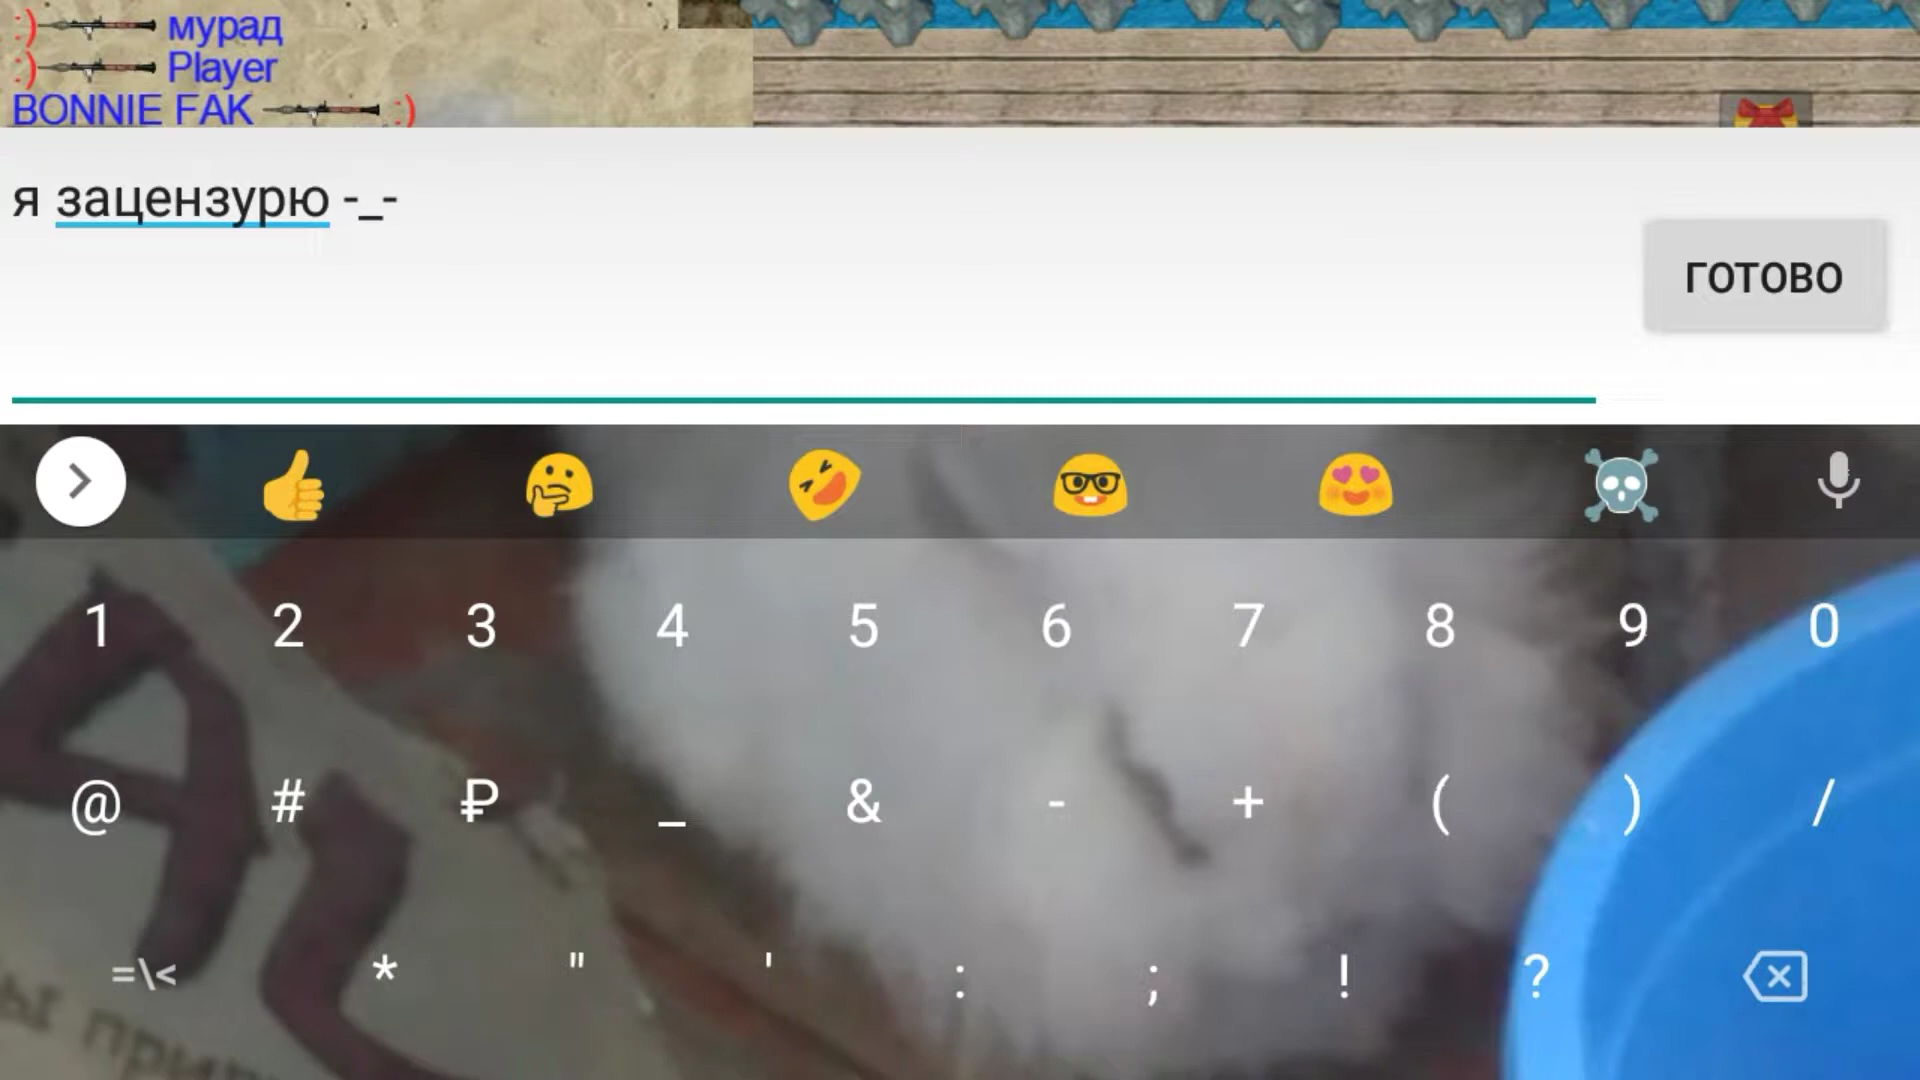 :) мурад
:) Player
BONNIE FAK :)
я зацензурю -_-
ГОТОВО
1 2 3 4 5 6 7 8 9 0
@ # ₽ _ & - + ( ) /
=\< * " ' : ; ! ?